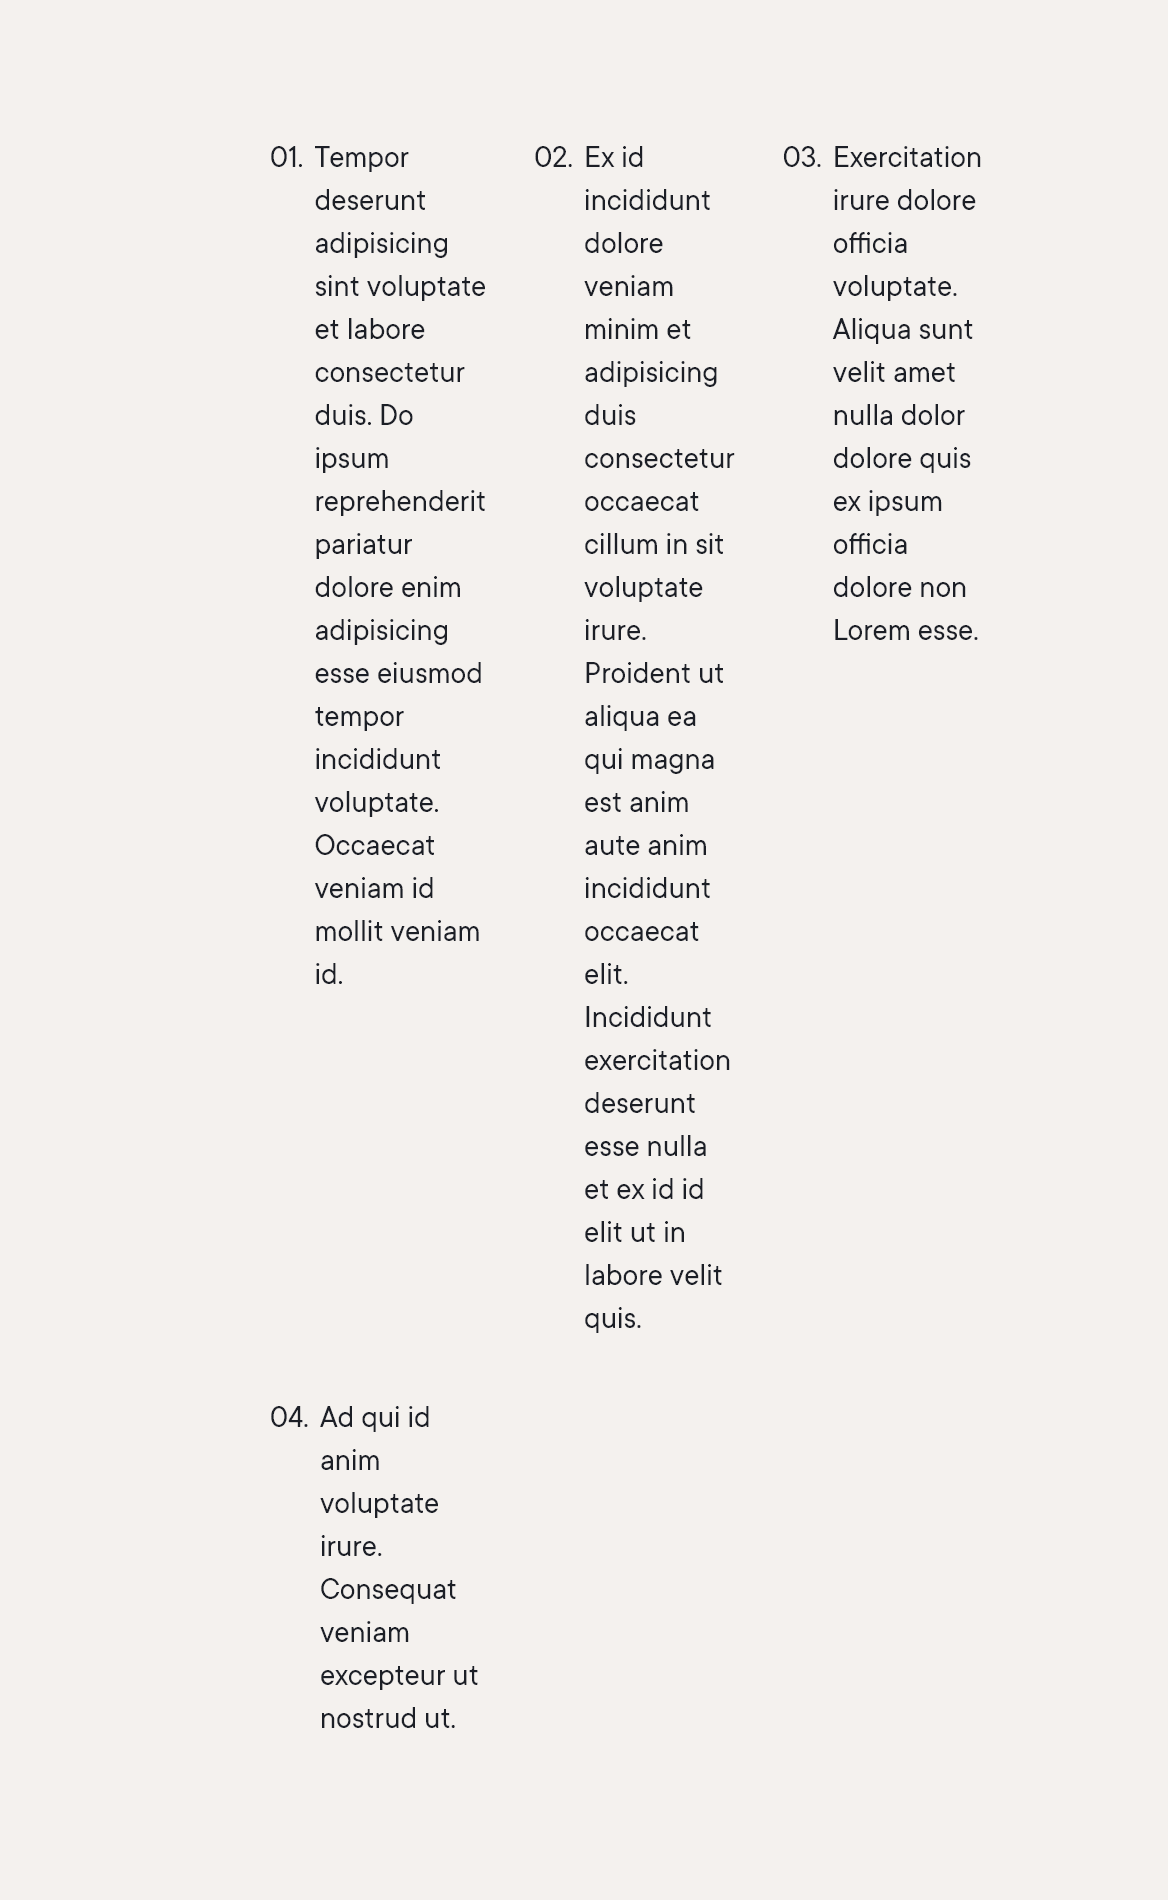 01. Tempor
deserunt
adipisicing
sint voluptate
et labore
consectetur
duis. Do
ipsum
reprehenderit
pariatur
dolore enim
adipisicing
esse eiusmod
tempor
incididunt
voluptate.
Occaecat
veniam id
mollit veniam
id.
02. Ex id
incididunt
dolore
veniam
minim et
adipisicing
duis
consectetur
occaecat
cillum in sit
voluptate
irure.
Proident ut
aliqua ea
qui magna
est anim
aute anim
incididunt
occaecat
elit.
Incididunt
exercitation
deserunt
esse nulla
et ex id id
elit ut in
labore velit
quis.
03. Exercitation
irure dolore
officia
voluptate.
Aliqua sunt
velit amet
nulla dolor
dolore quis
ex ipsum
officia
dolore non
Lorem esse.
04. Ad qui id
anim
voluptate
irure.
Consequat
veniam
excepteur ut
nostrud ut.